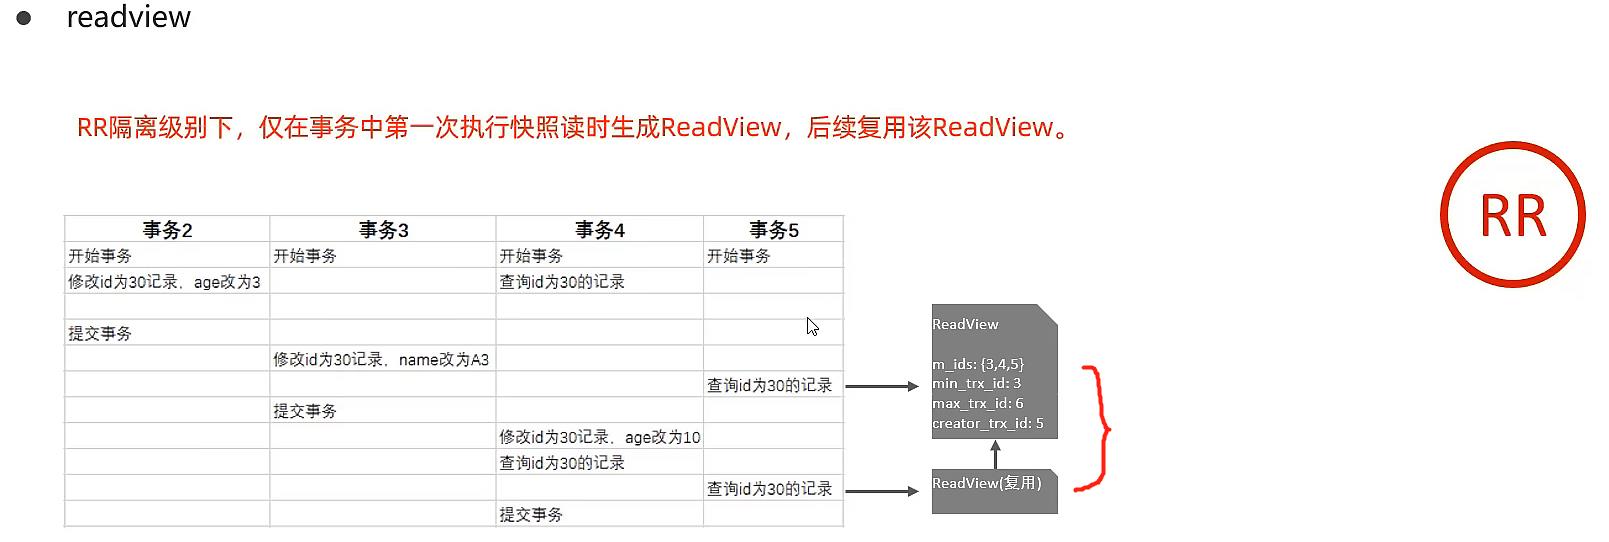 readview
RR隔离级别下，仅在事务中第一次执行快照读时生成ReadView，后续复用该ReadView。
RR
事务2 事务3 事务4 事务5
开始事务 开始事务 开始事务 开始事务
修改id为30记录，age改为3 查询id为30的记录
提交事务
修改id为30记录，name改为A3
查询id为30的记录
提交事务
修改id为30记录，age改为10
查询id为30的记录
查询id为30的记录
提交事务
ReadView
m_ids: {3,4,5}
min_trx_id: 3
max_trx_id: 6
creator_trx_id: 5
ReadView(复用)